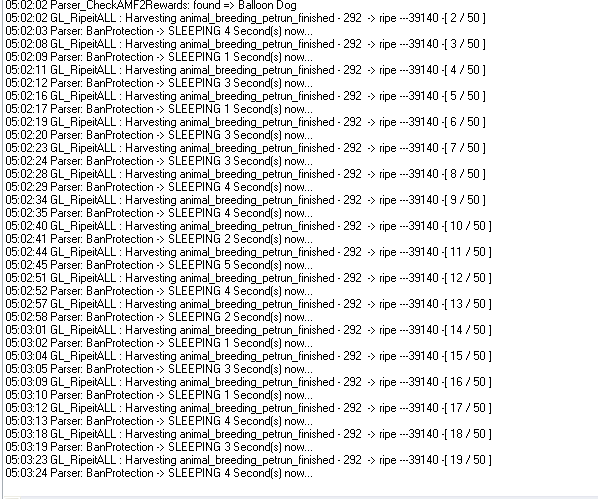 05:02:02 Parser_CheckAMF2Rewards: found => Balloon Dog
05:02:02 GL_RipeitALL : Harvesting animal_breeding_petrun_finished - 292 -> ripe ---39140 -[ 2 / 50 ]
05:02:03 Parser: BanProtection -> SLEEPING 4 Second(s) now...
05:02:08 GL_RipeitALL : Harvesting animal_breeding_petrun_finished - 292 -> ripe ---39140 -[ 3 / 50 ]
05:02:09 Parser: BanProtection -> SLEEPING 1 Second(s) now...
05:02:11 GL_RipeitALL : Harvesting animal_breeding_petrun_finished - 292 -> ripe ---39140 -[ 4 / 50 ]
05:02:12 Parser: BanProtection -> SLEEPING 3 Second(s) now...
05:02:16 GL_RipeitALL : Harvesting animal_breeding_petrun_finished - 292 -> ripe ---39140 -[ 5 / 50 ]
05:02:17 Parser: BanProtection -> SLEEPING 1 Second(s) now...
05:02:19 GL_RipeitALL : Harvesting animal_breeding_petrun_finished - 292 -> ripe ---39140 -[ 6 / 50 ]
05:02:20 Parser: BanProtection -> SLEEPING 3 Second(s) now...
05:02:23 GL_RipeitALL : Harvesting animal_breeding_petrun_finished - 292 -> ripe ---39140 -[ 7 / 50 ]
05:02:24 Parser: BanProtection -> SLEEPING 3 Second(s) now...
05:02:28 GL_RipeitALL : Harvesting animal_breeding_petrun_finished - 292 -> ripe ---39140 -[ 8 / 50 ]
05:02:29 Parser: BanProtection -> SLEEPING 4 Second(s) now...
05:02:34 GL_RipeitALL : Harvesting animal_breeding_petrun_finished - 292 -> ripe ---39140 -[ 9 / 50 ]
05:02:35 Parser: BanProtection -> SLEEPING 4 Second(s) now...
05:02:40 GL_RipeitALL : Harvesting animal_breeding_petrun_finished - 292 -> ripe ---39140 -[ 10 / 50 ]
05:02:41 Parser: BanProtection -> SLEEPING 2 Second(s) now...
05:02:44 GL_RipeitALL : Harvesting animal_breeding_petrun_finished - 292 -> ripe ---39140 -[ 11 / 50 ]
05:02:45 Parser: BanProtection -> SLEEPING 5 Second(s) now...
05:02:51 GL_RipeitALL : Harvesting animal_breeding_petrun_finished - 292 -> ripe ---39140 -[ 12 / 50 ]
05:02:52 Parser: BanProtection -> SLEEPING 4 Second(s) now...
05:02:57 GL_RipeitALL : Harvesting animal_breeding_petrun_finished - 292 -> ripe ---39140 -[ 13 / 50 ]
05:02:58 Parser: BanProtection -> SLEEPING 2 Second(s) now...
05:03:01 GL_RipeitALL : Harvesting animal_breeding_petrun_finished - 292 -> ripe ---39140 -[ 14 / 50 ]
05:03:02 Parser: BanProtection -> SLEEPING 1 Second(s) now...
05:03:04 GL_RipeitALL : Harvesting animal_breeding_petrun_finished - 292 -> ripe ---39140 -[ 15 / 50 ]
05:03:05 Parser: BanProtection -> SLEEPING 3 Second(s) now...
05:03:09 GL_RipeitALL : Harvesting animal_breeding_petrun_finished - 292 -> ripe ---39140 -[ 16 / 50 ]
05:03:10 Parser: BanProtection -> SLEEPING 1 Second(s) now...
05:03:12 GL_RipeitALL : Harvesting animal_breeding_petrun_finished - 292 -> ripe ---39140 -[ 17 / 50 ]
05:03:13 Parser: BanProtection -> SLEEPING 4 Second(s) now...
05:03:18 GL_RipeitALL : Harvesting animal_breeding_petrun_finished - 292 -> ripe ---39140 -[ 18 / 50 ]
05:03:19 Parser: BanProtection -> SLEEPING 3 Second(s) now...
05:03:23 GL_RipeitALL : Harvesting animal_breeding_petrun_finished - 292 -> ripe ---39140 -[ 19 / 50 ]
05:03:24 Parser: BanProtection -> SLEEPING 4 Second(s) now...